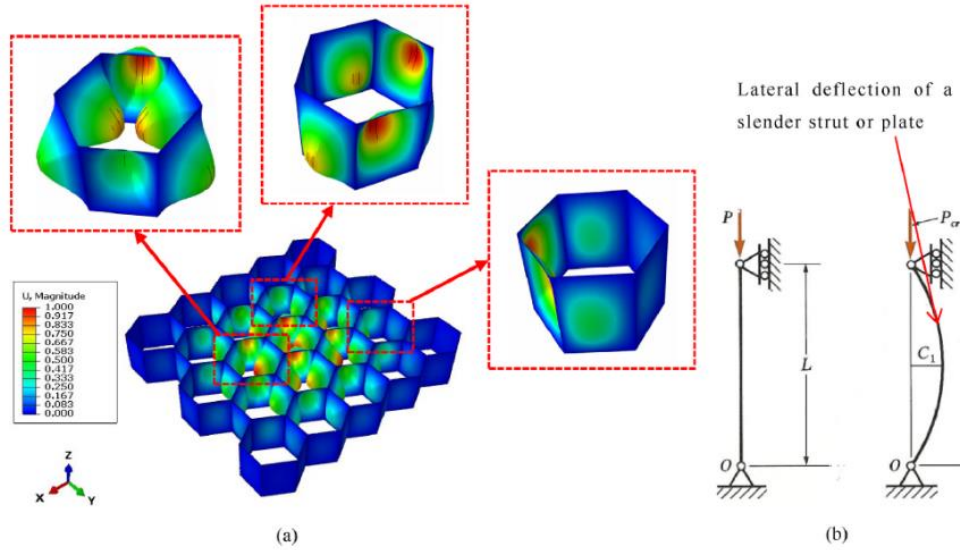 Lateral deflection of a
slender strut or plate
U, Magnitude
1.000
0.917
0.833
0.750
0.667
0.583
0.500
0.417
0.333
0.250
0.167
0.083
0.000
Z
X
Y
P
L
O
P_cr
C₁
O
(a)
(b)